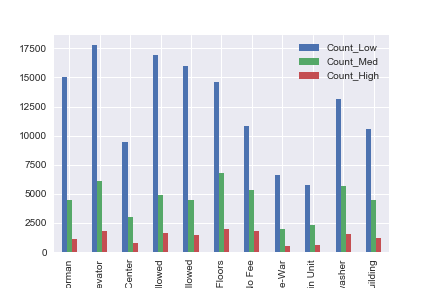 17500
15000
12500
10000
7500
5000
2500
0
Count_Low
Count_Med
Count_High
orman
evator
Center
llowed
llowed
Floors
No Fee
e-War
in Unit
washer
uilding